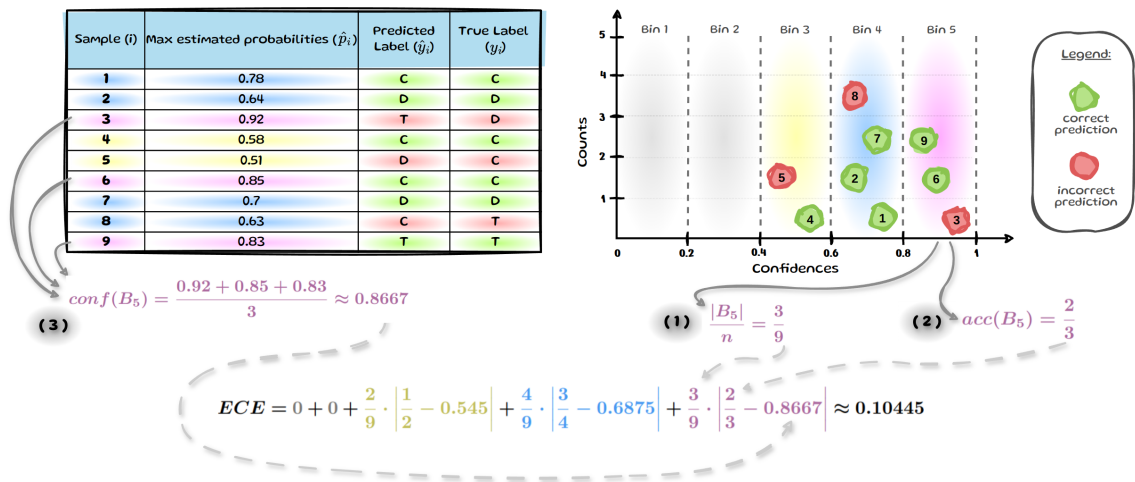 Sample (i) Max estimated probabilities (p̂ᵢ) Predicted Label (ŷᵢ) True Label (yᵢ)
1 0.78 C C
2 0.64 D D
3 0.92 T D
4 0.58 C C
5 0.51 D C
6 0.85 C C
7 0.7 D D
8 0.63 C T
9 0.83 T T
Bin 1 Bin 2 Bin 3 Bin 4 Bin 5
Counts
5
4
3
2
1
0 0.2 0.4 0.6 0.8 1
Confidences
8
7 9
5 2 6
4 1 3
Legend:
correct
prediction
incorrect
prediction
(3) conf(B₅) = (0.92 + 0.85 + 0.83)/3 ≈ 0.8667
(1) |B₅|/n = 3/9
(2) acc(B₅) = 2/3
ECE = 0 + 0 + 2/9 · |1/2 − 0.545| + 4/9 · |3/4 − 0.6875| + 3/9 · |2/3 − 0.8667| ≈ 0.10445